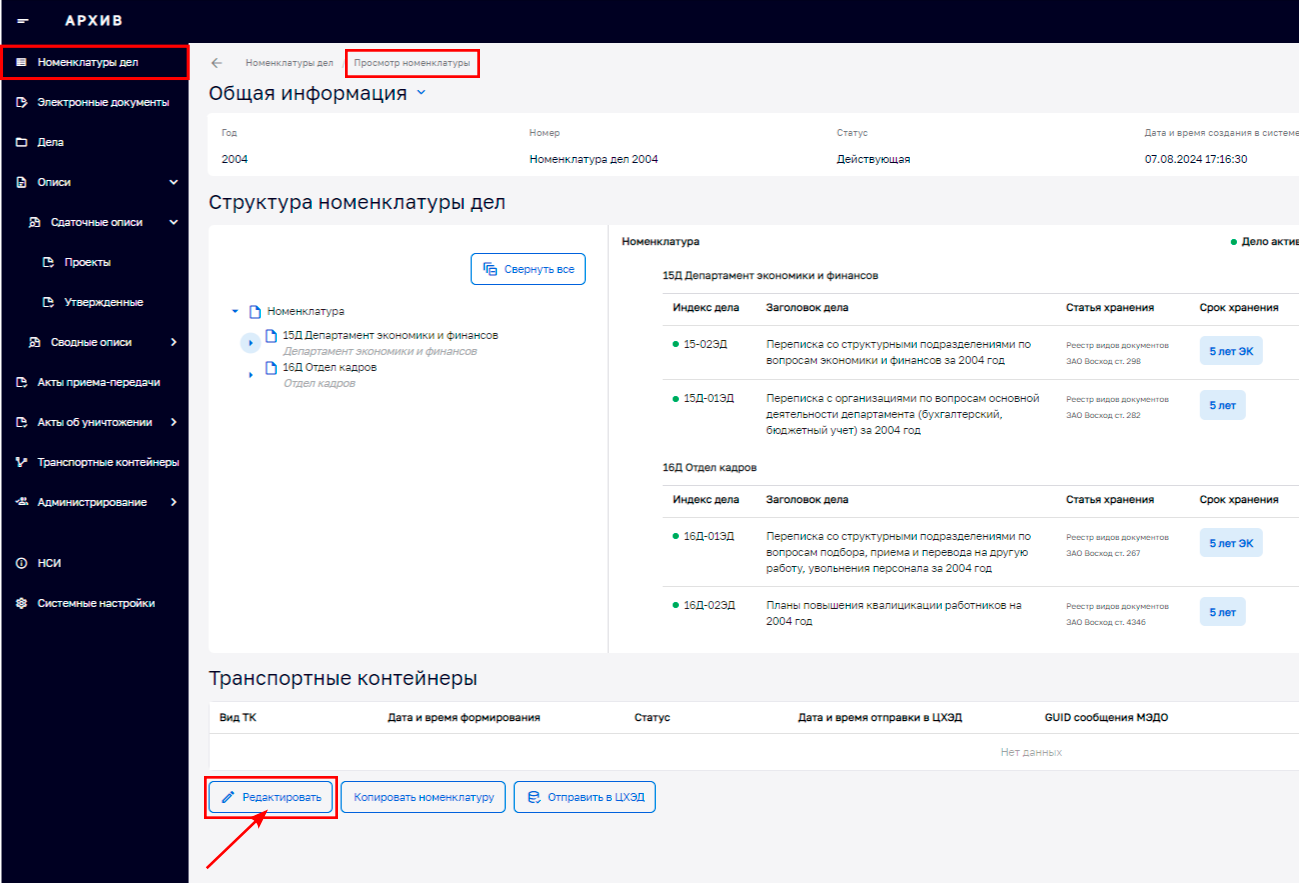 АРХИВ
Номенклатуры дел
Электронные документы
Дела
Описи
Сдаточные описи
Проекты
Утвержденные
Сводные описи
Акты приема-передачи
Акты об уничтожении
Транспортные контейнеры
Администрирование
НСИ
Системные настройки
Номенклатуры дел / Просмотр номенклатуры
Общая информация
Год Номер Статус Дата и время создания в системе
2004 Номенклатура дел 2004 Действующая 07.08.2024 17:16:30
Структура номенклатуры дел
Свернуть все
Номенклатура
15Д Департамент экономики и финансов
Департамент экономики и финансов
16Д Отдел кадров
Отдел кадров
Номенклатура Дело актив
15Д Департамент экономики и финансов
Индекс дела Заголовок дела Статья хранения Срок хранения
15-02ЭД Переписка со структурными подразделениями по Реестр видов документов 5 лет ЭК
вопросам экономики и финансов за 2004 год ЗАО Восход ст. 298
15Д-01ЭД Переписка с организациями по вопросам основной Реестр видов документов 5 лет
деятельности департамента (бухгалтерский, ЗАО Восход ст. 282
бюджетный учет) за 2004 год
16Д Отдел кадров
Индекс дела Заголовок дела Статья хранения Срок хранения
16Д-01ЭД Переписка со структурными подразделениями по Реестр видов документов 5 лет ЭК
вопросам подбора, приема и перевода на другую ЗАО Восход ст. 267
работу, увольнения персонала за 2004 год
16Д-02ЭД Планы повышения квалицикации работников на Реестр видов документов 5 лет
2004 год ЗАО Восход ст. 4346
Транспортные контейнеры
Вид ТК Дата и время формирования Статус Дата и время отправки в ЦХЭД GUID сообщения МЭДО
Нет данных
Редактировать Копировать номенклатуру Отправить в ЦХЭД